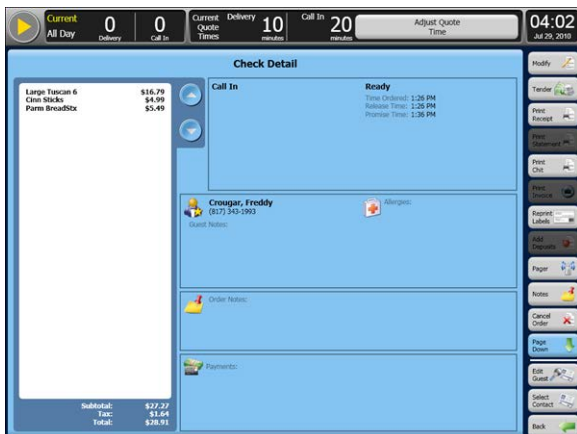 Current
All Day
0
Delivery
0
Call In
Current
Quote
Times
Delivery
10
minutes
Call In
20
minutes
Adjust Quote
Time
04:02
Jul 29, 2010
Check Detail
Large Tuscan 6 $16.79
Cinn Sticks $4.99
Parm BreadStx $5.49
Subtotal: $27.27
Tax: $1.64
Total: $28.91
Call In
Ready
Time Ordered: 1:26 PM
Release Time: 1:26 PM
Promise Time: 1:36 PM
Crougar, Freddy
(817) 343-1993
Guest Notes:
Allergies:
Order Notes:
Payments:
Modify
Tender
Print
Receipt
Print
Statement
Print
Chit
Print
Invoice
Reprint
Labels
Add
Deposits
Pager
Notes
Cancel
Order
Page
Down
Edit
Guest
Select
Contact
Back